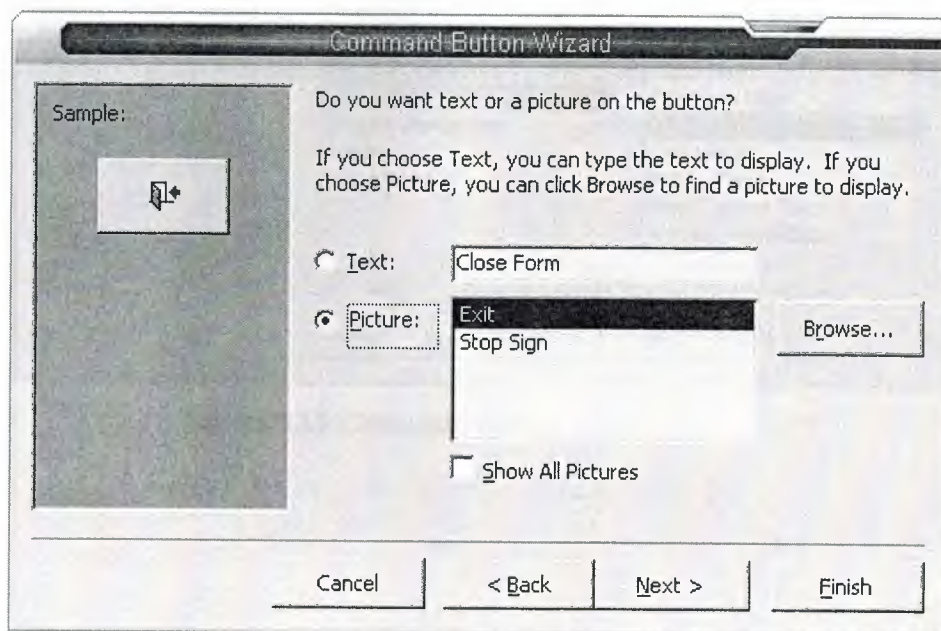 Command Button Wizard
Sample:
Do you want text or a picture on the button?
If you choose Text, you can type the text to display. If you
choose Picture, you can click Browse to find a picture to display.
Text:
Close Form
Picture:
Exit
Stop Sign
Browse...
Show All Pictures
Cancel
< Back
Next >
Finish